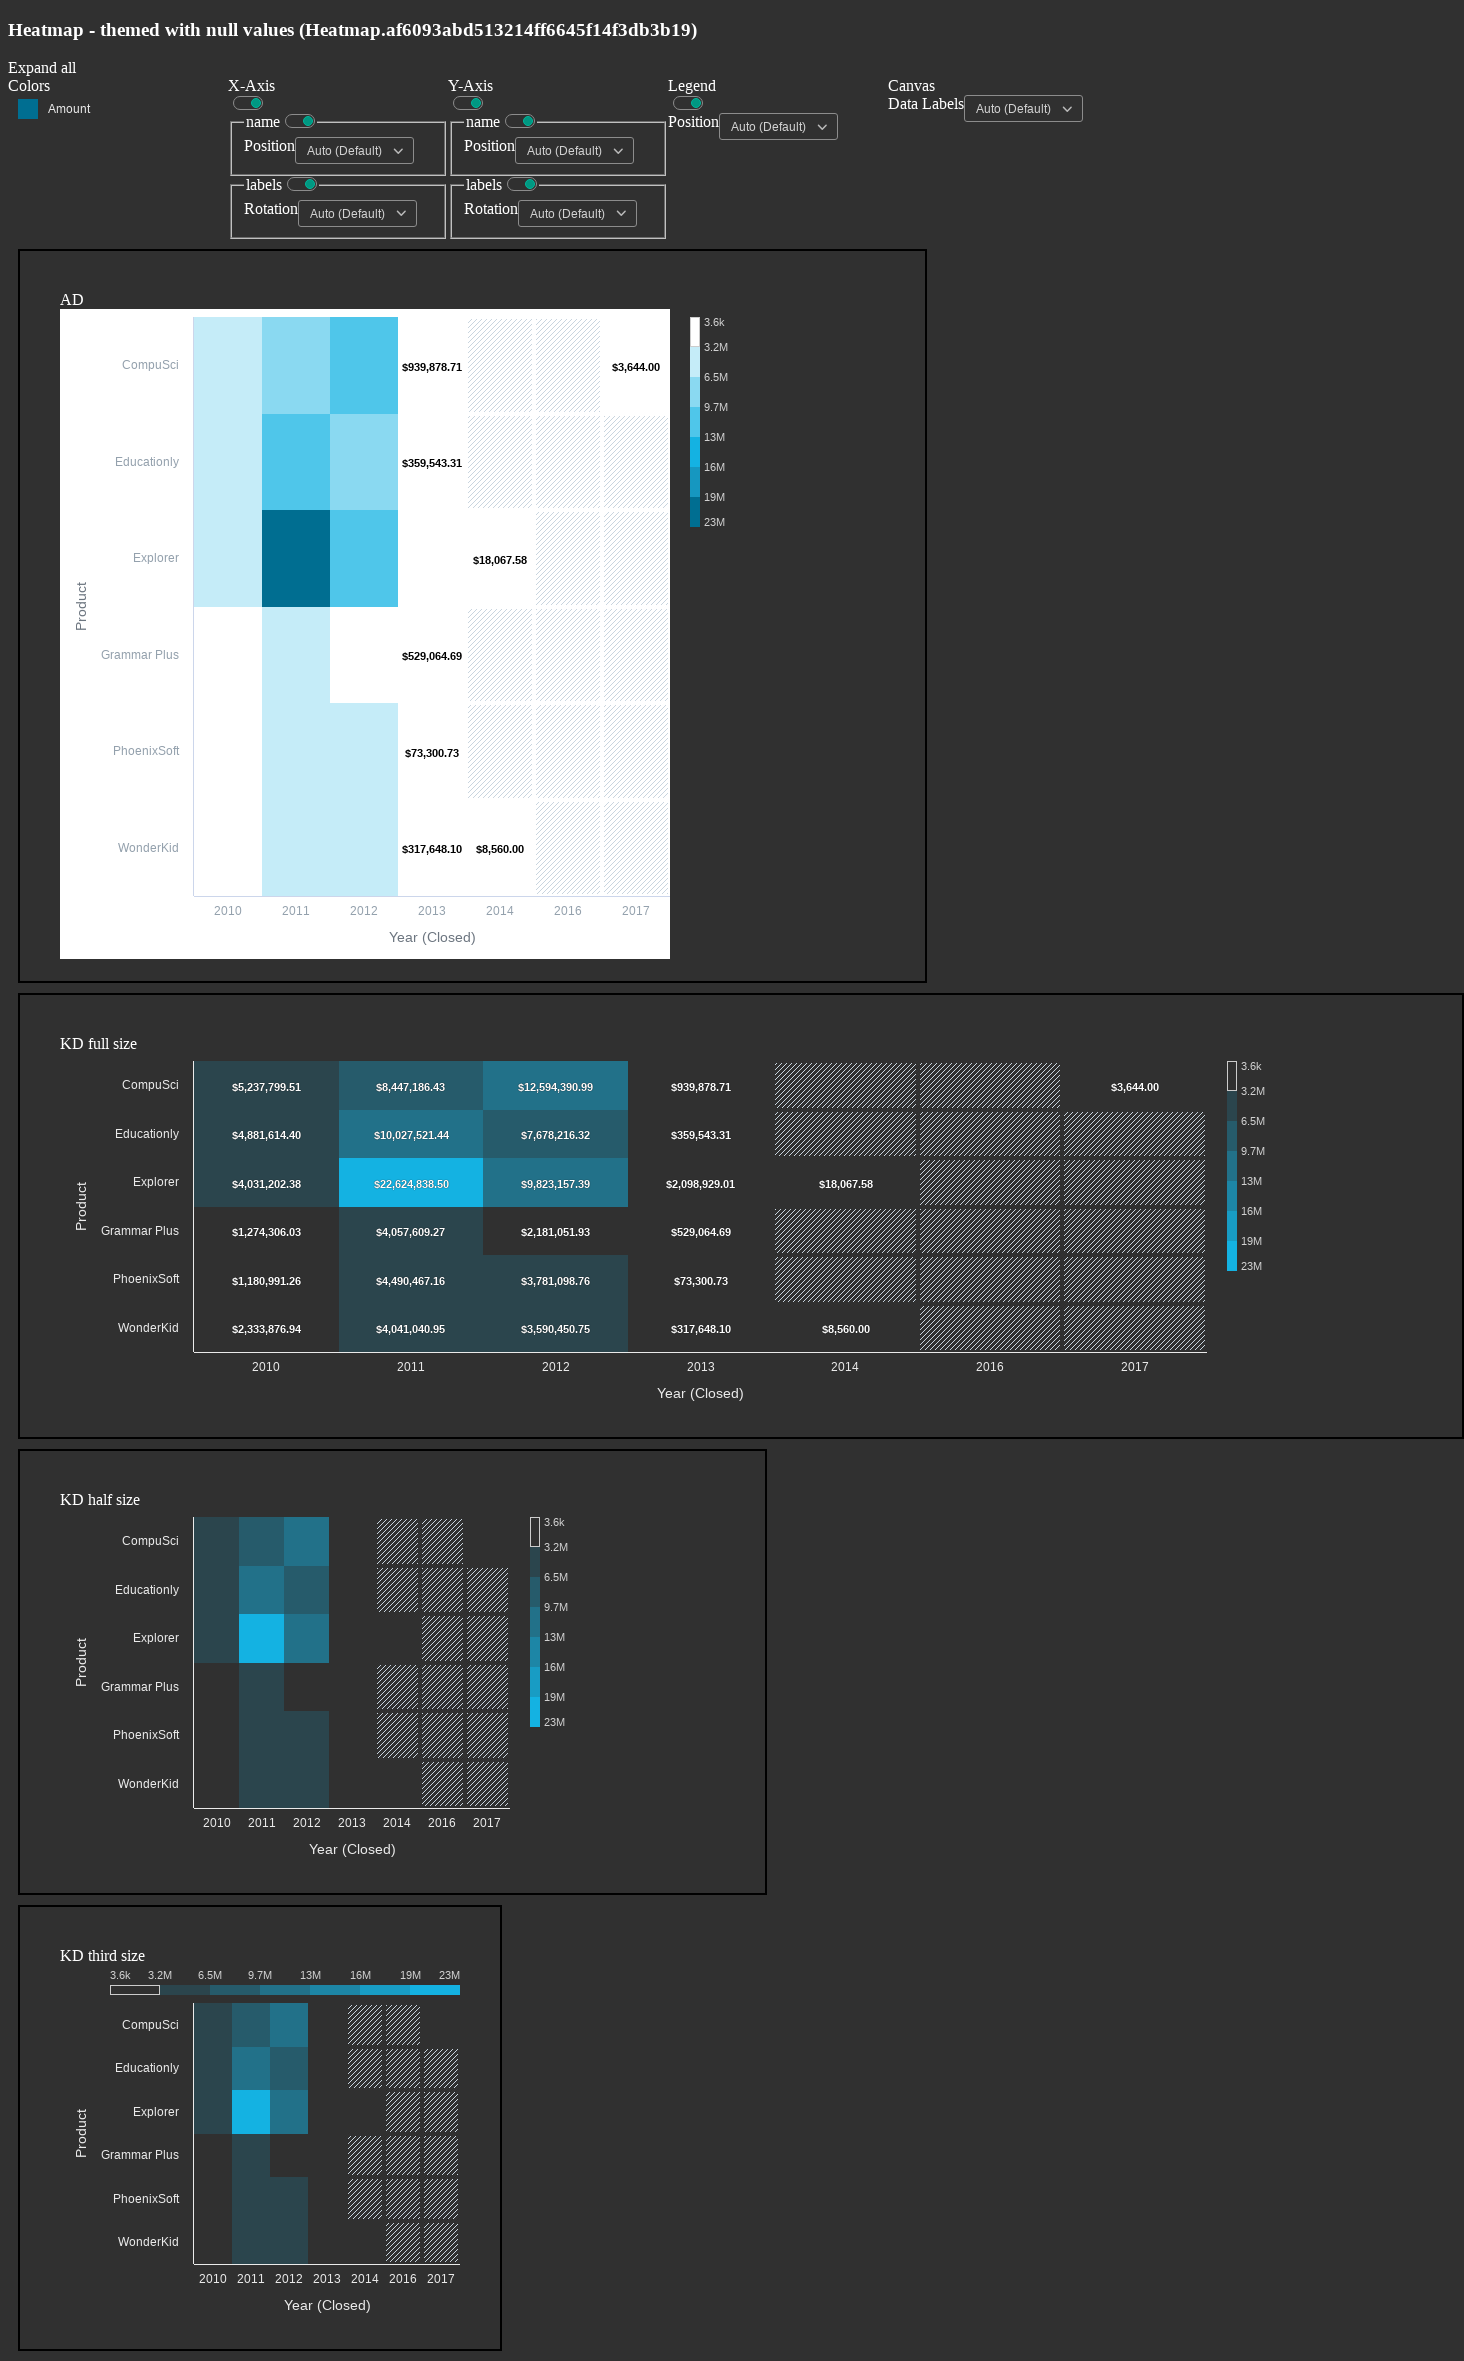 Heatmap - themed with null values (Heatmap.af6093abd513214ff6645f14f3db3b19)
Expand all
Colors
Amount
X-Axis
name
Position Auto (Default)
labels
Rotation Auto (Default)
Y-Axis
name
Position Auto (Default)
labels
Rotation Auto (Default)
Legend
Position Auto (Default)
Canvas
Data Labels Auto (Default)
AD
CompuSci $939,878.71 $3,644.00
Educationly $359,543.31
Explorer $18,067.58
Product
Grammar Plus $529,064.69
PhoenixSoft $73,300.73
WonderKid $317,648.10 $8,560.00
2010 2011 2012 2013 2014 2016 2017
Year (Closed)
3.6k
3.2M
6.5M
9.7M
13M
16M
19M
23M
KD full size
CompuSci $5,237,799.51 $8,447,186.43 $12,594,390.99 $939,878.71 $3,644.00
Educationly $4,881,614.40 $10,027,521.44 $7,678,216.32 $359,543.31
Explorer $4,031,202.38 $22,624,838.50 $9,823,157.39 $2,098,929.01 $18,067.58
Product
Grammar Plus $1,274,306.03 $4,057,609.27 $2,181,051.93 $529,064.69
PhoenixSoft $1,180,991.26 $4,490,467.16 $3,781,098.76 $73,300.73
WonderKid $2,333,876.94 $4,041,040.95 $3,590,450.75 $317,648.10 $8,560.00
2010 2011 2012 2013 2014 2016 2017
Year (Closed)
3.6k
3.2M
6.5M
9.7M
13M
16M
19M
23M
KD half size
CompuSci
Educationly
Explorer
Product
Grammar Plus
PhoenixSoft
WonderKid
2010 2011 2012 2013 2014 2016 2017
Year (Closed)
3.6k
3.2M
6.5M
9.7M
13M
16M
19M
23M
KD third size
3.6k 3.2M 6.5M 9.7M 13M 16M 19M 23M
CompuSci
Educationly
Explorer
Product
Grammar Plus
PhoenixSoft
WonderKid
2010 2011 2012 2013 2014 2016 2017
Year (Closed)